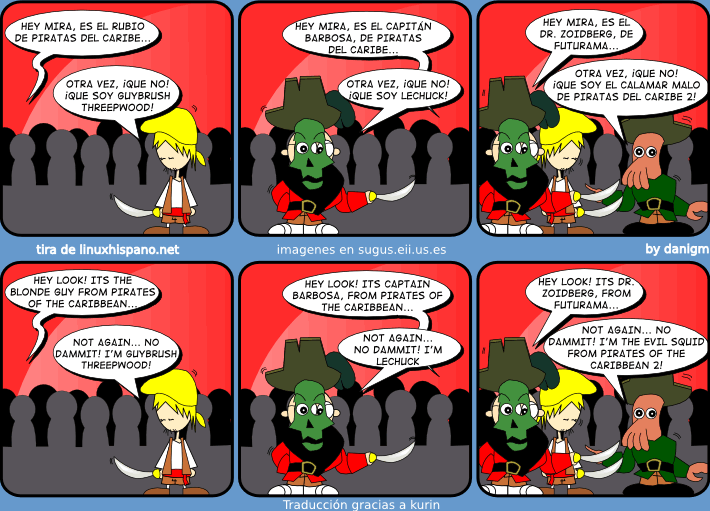 HEY MIRA, ES EL RUBIO
DE PIRATAS DEL CARIBE...
OTRA VEZ, ¡QUE NO!
¡QUE SOY GUYBRUSH
THREEPWOOD!
HEY MIRA, ES EL CAPITÁN
BARBOSA, DE PIRATAS
DEL CARIBE...
OTRA VEZ, ¡QUE NO!
¡QUE SOY LECHUCK!
HEY MIRA, ES EL
DR. ZOIDBERG, DE
FUTURAMA...
OTRA VEZ, ¡QUE NO!
¡QUE SOY EL CALAMAR MALO
DE PIRATAS DEL CARIBE 2!
tira de linuxhispano.net
imagenes en sugus.eii.us.es
by danigm
HEY LOOK! ITS THE
BLONDE GUY FROM PIRATES
OF THE CARIBBEAN...
NOT AGAIN... NO
DAMMIT! I'M GUYBRUSH
THREEPWOOD!
HEY LOOK! ITS CAPTAIN
BARBOSA, FROM PIRATES OF
THE CARIBBEAN...
NOT AGAIN...
NO DAMMIT! I'M
LECHUCK
HEY LOOK! ITS DR.
ZOIDBERG, FROM
FUTURAMA...
NOT AGAIN... NO
DAMMIT! I'M THE EVIL SQUID
FROM PIRATES OF THE
CARIBBEAN 2!
Traducción gracias a kurin